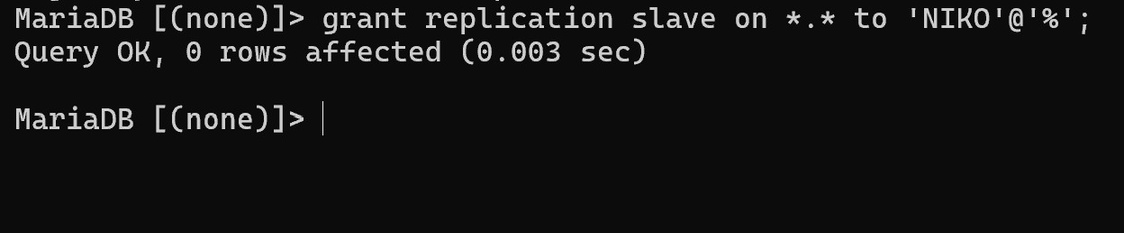 MariaDB [(none)]> grant replication slave on *.* to 'NIKO'@'%';
Query OK, 0 rows affected (0.003 sec)
MariaDB [(none)]>